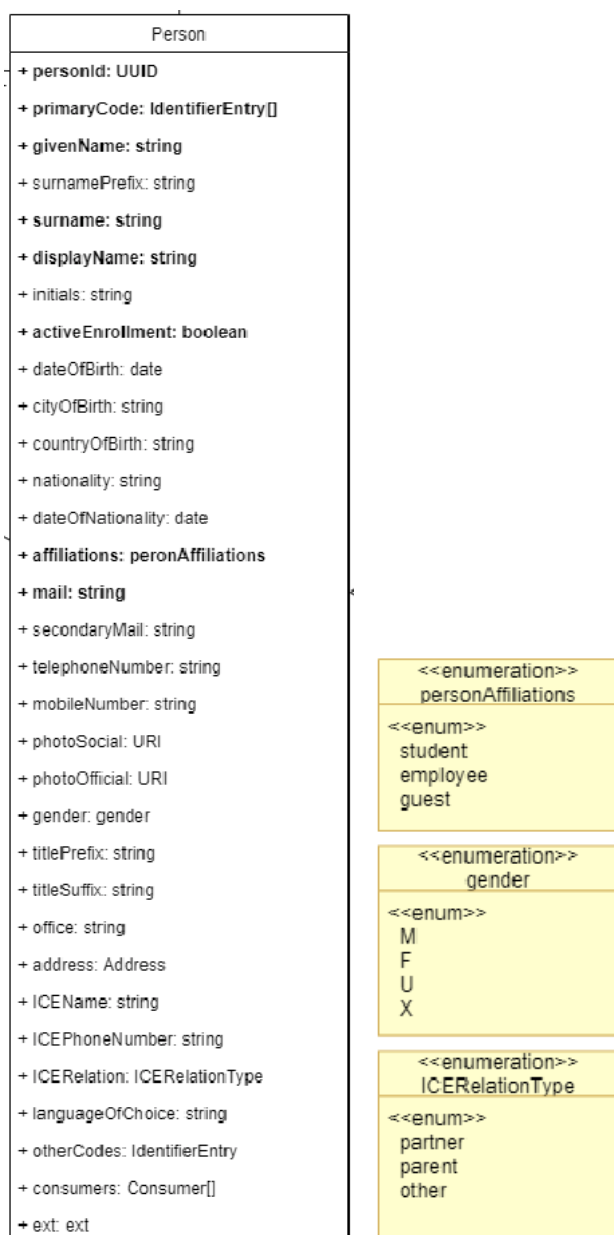 Person
+ personId: UUID
+ primaryCode: IdentifierEntry[]
+ givenName: string
+ surnamePrefix: string
+ surname: string
+ displayName: string
+ initials: string
+ activeEnrollment: boolean
+ dateOfBirth: date
+ cityOfBirth: string
+ countryOfBirth: string
+ nationality: string
+ dateOfNationality: date
+ affiliations: peronAffiliations
+ mail: string
+ secondaryMail: string
+ telephoneNumber: string
+ mobileNumber: string
+ photoSocial: URI
+ photoOfficial: URI
+ gender: gender
+ titlePrefix: string
+ titleSuffix: string
+ office: string
+ address: Address
+ ICEName: string
+ ICEPhoneNumber: string
+ ICERelation: ICERelationType
+ languageOfChoice: string
+ otherCodes: IdentifierEntry
+ consumers: Consumer[]
+ ext: ext
<<enumeration>>
personAffiliations
<<enum>>
student
employee
guest
<<enumeration>>
gender
<<enum>>
M
F
U
X
<<enumeration>>
ICERelationType
<<enum>>
partner
parent
other